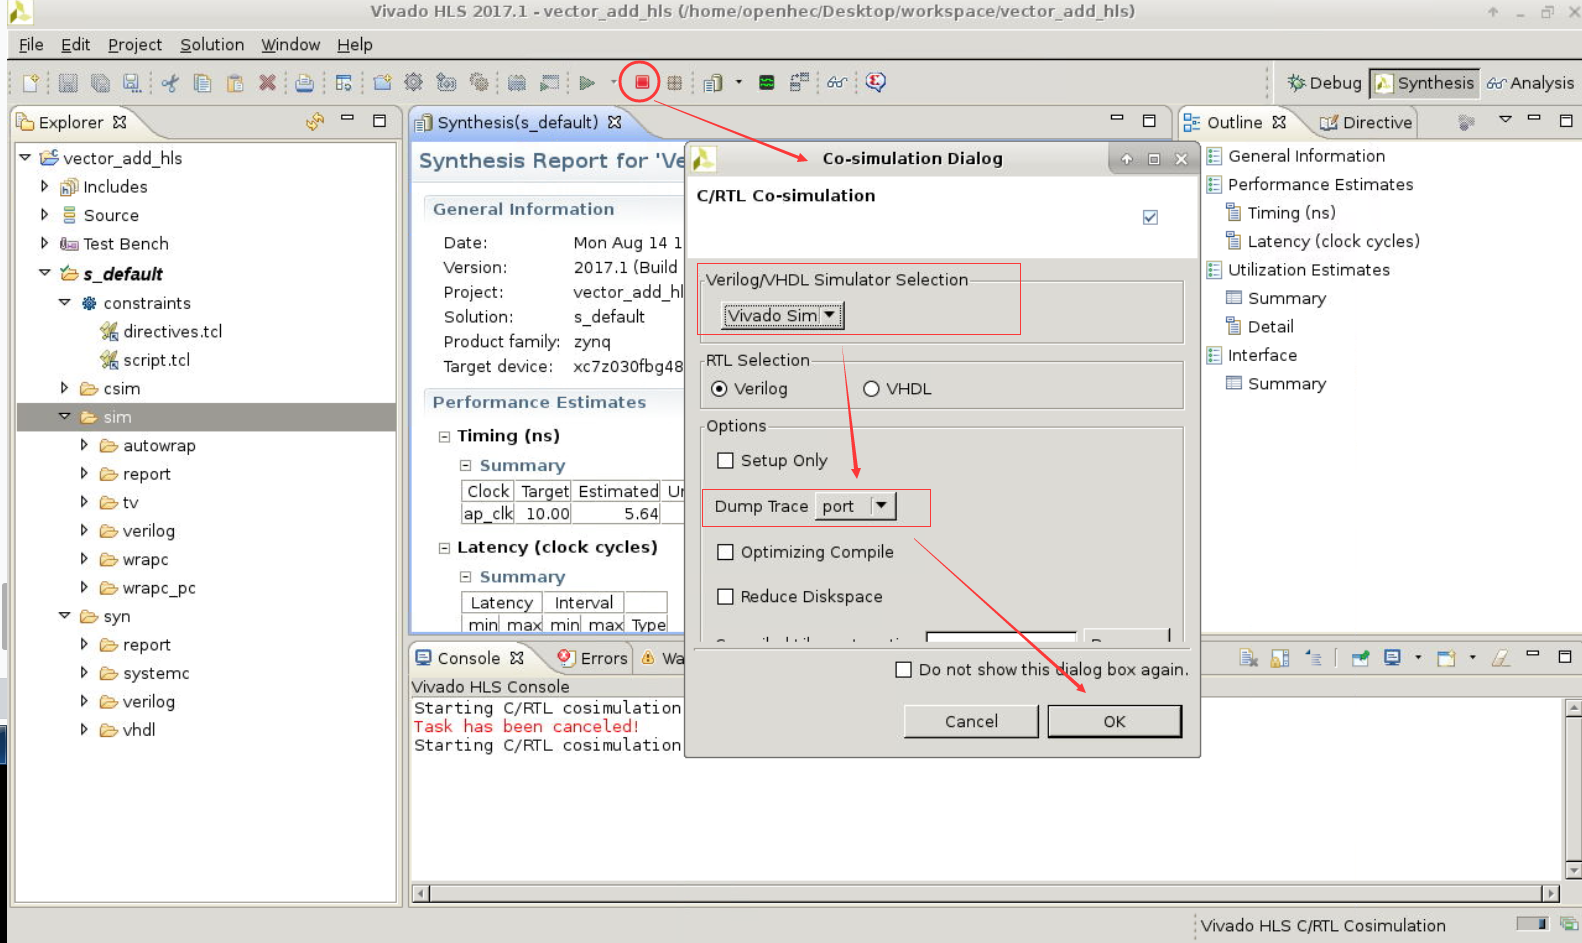 Vivado HLS 2017.1 - vector_add_hls (/home/openhec/Desktop/workspace/vector_add_hls)
File Edit Project Solution Window Help
Debug Synthesis Analysis
Explorer
vector_add_hls
Includes
Source
Test Bench
s_default
constraints
directives.tcl
script.tcl
csim
sim
autowrap
report
tv
verilog
wrapc
wrapc_pc
syn
report
systemc
verilog
vhdl
Synthesis(s_default)
Synthesis Report for 'Ve
General Information
Date: Mon Aug 14 1
Version: 2017.1 (Build
Project: vector_add_hl
Solution: s_default
Product family: zynq
Target device: xc7z030fbg48
Performance Estimates
Timing (ns)
Summary
Clock Target Estimated Un
ap_clk 10.00 5.64
Latency (clock cycles)
Summary
Latency Interval
min max min max Type
Co-simulation Dialog
C/RTL Co-simulation
Verilog/VHDL Simulator Selection
Vivado Sim
RTL Selection
Verilog VHDL
Options
Setup Only
Dump Trace port
Optimizing Compile
Reduce Diskspace
Do not show this dialog box again.
Cancel OK
Outline Directive
General Information
Performance Estimates
Timing (ns)
Latency (clock cycles)
Utilization Estimates
Summary
Detail
Interface
Summary
Console Errors Wa
Vivado HLS Console
Starting C/RTL cosimulation
Task has been canceled!
Starting C/RTL cosimulation
Vivado HLS C/RTL Cosimulation